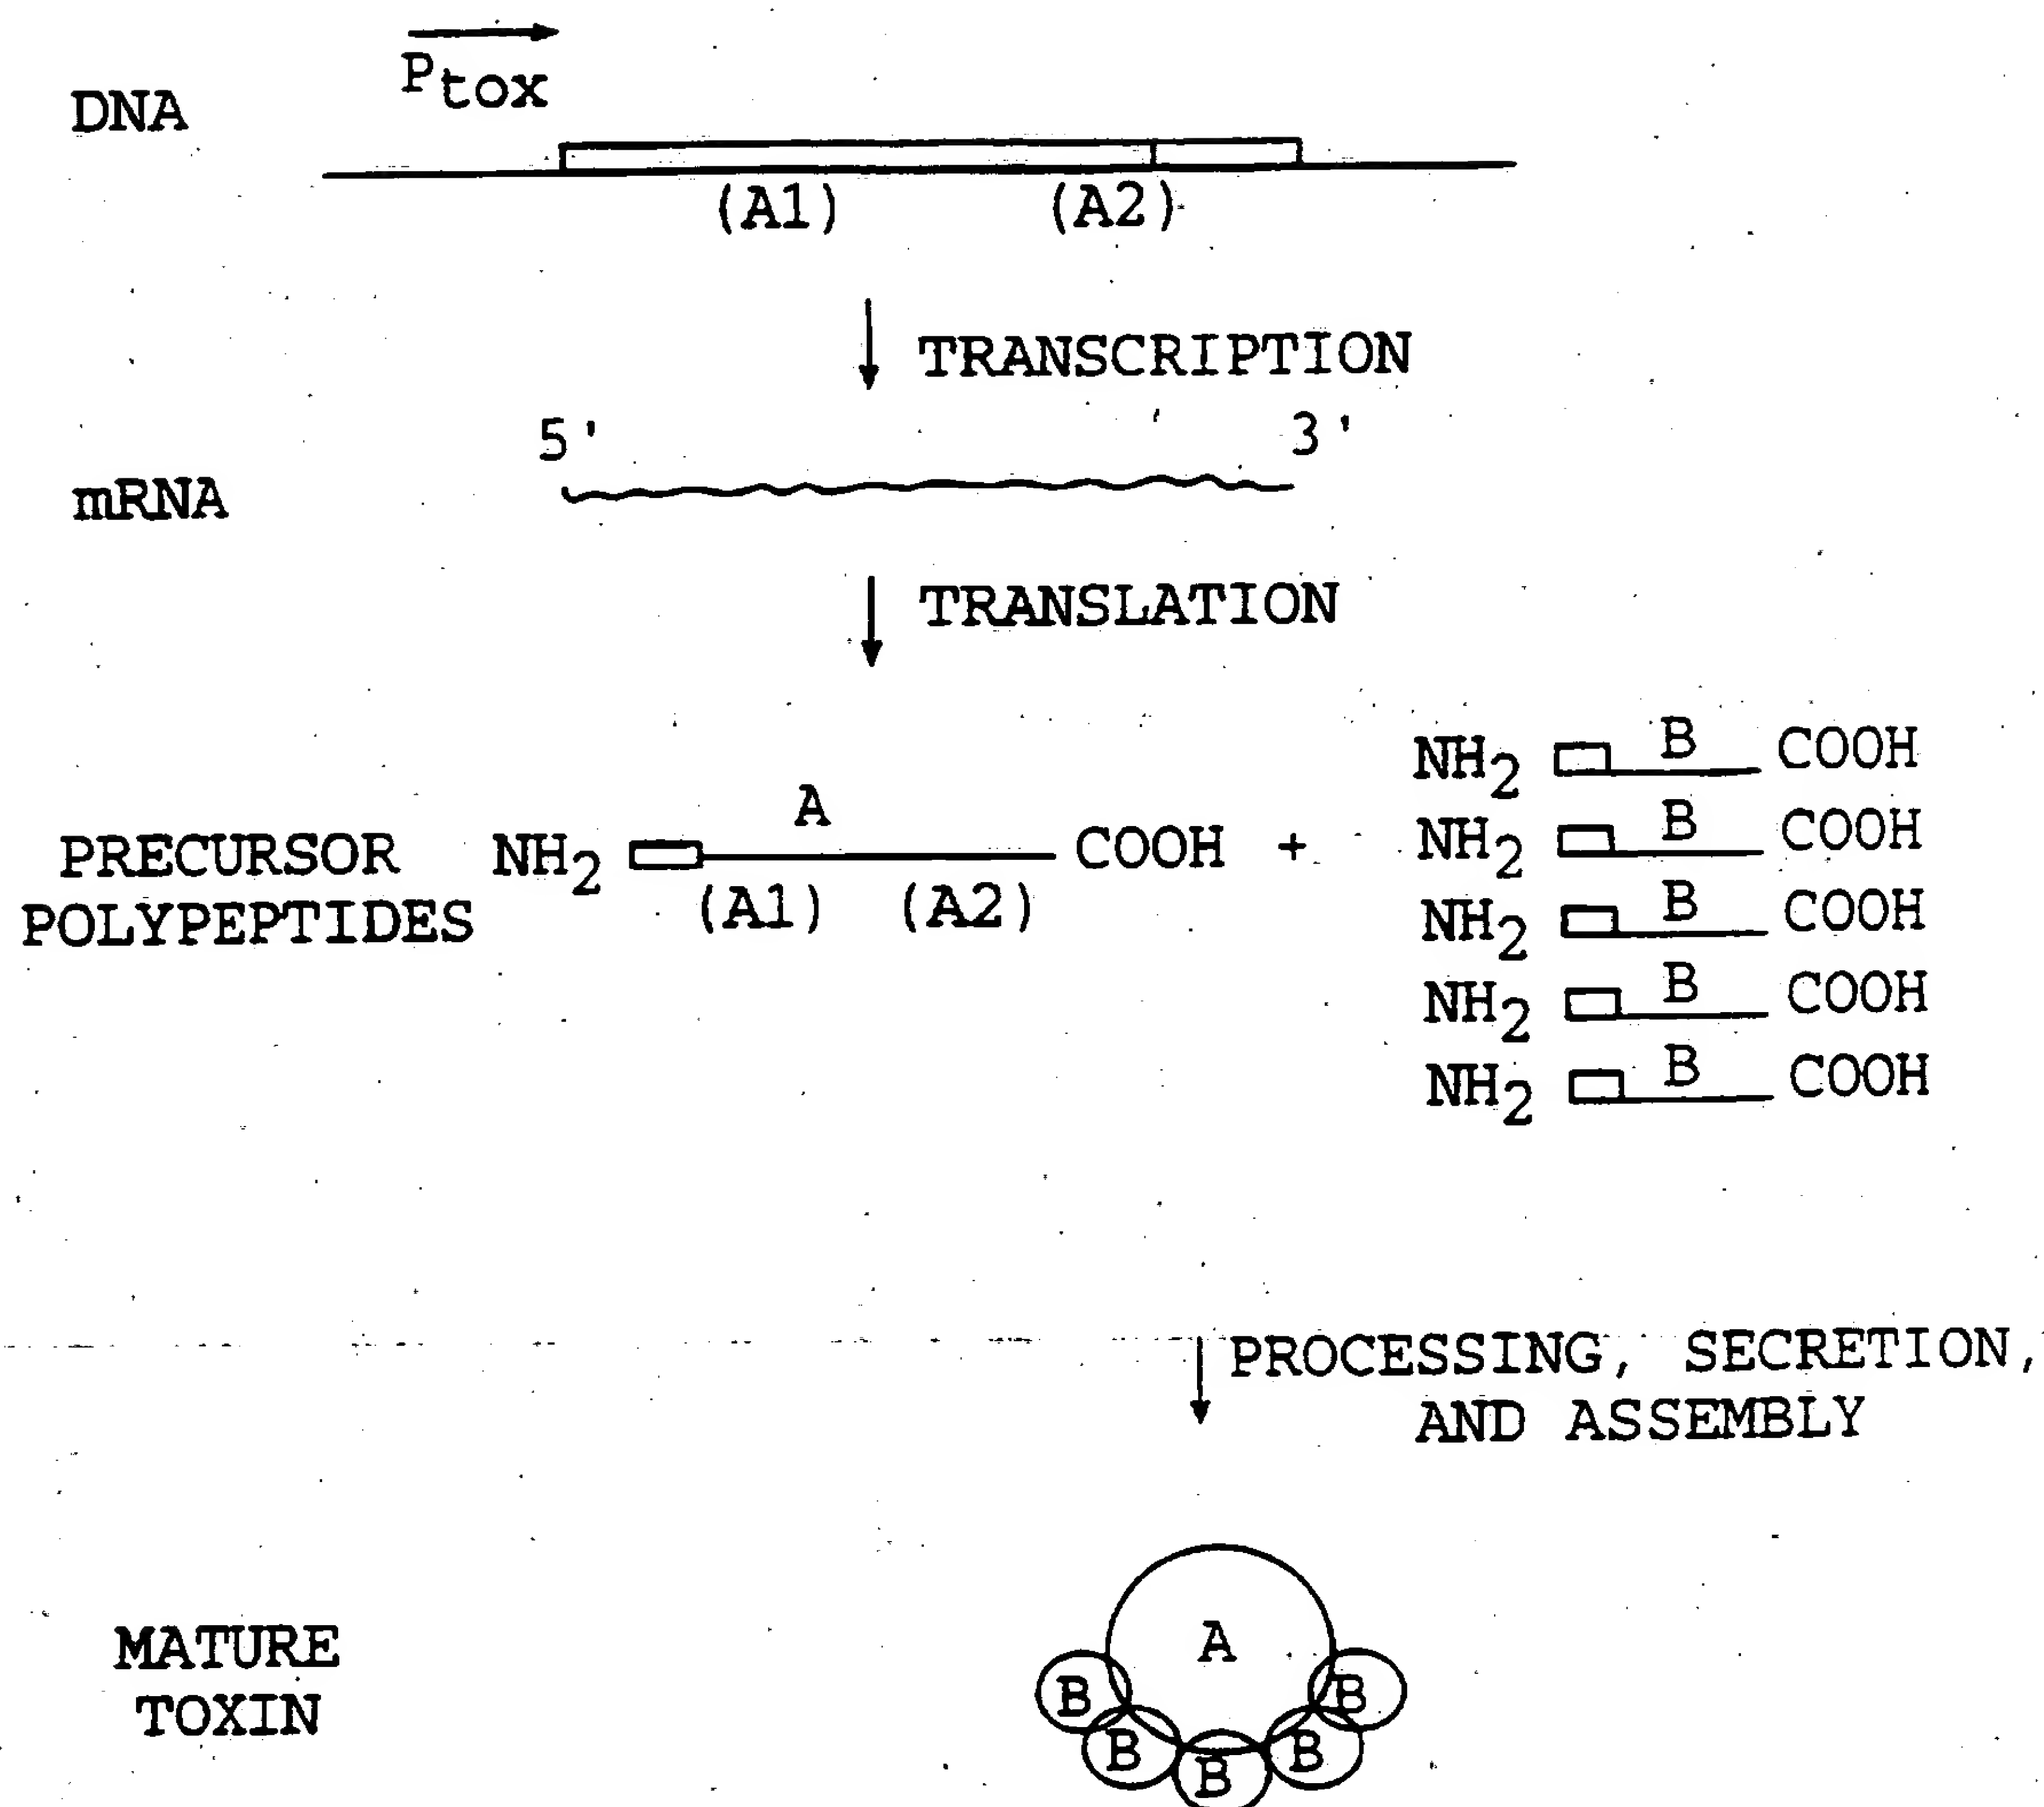 Ptox
DNA
(A1) (A2)
TRANSCRIPTION
5' 3'
mRNA
TRANSLATION
NH2 B COOH
NH2 B COOH
NH2 B COOH
NH2 B COOH
NH2 B COOH
A
PRECURSOR NH2 COOH +
POLYPEPTIDES (A1) (A2)
PROCESSING, SECRETION,
AND ASSEMBLY
MATURE
TOXIN
A
B B
B B
B